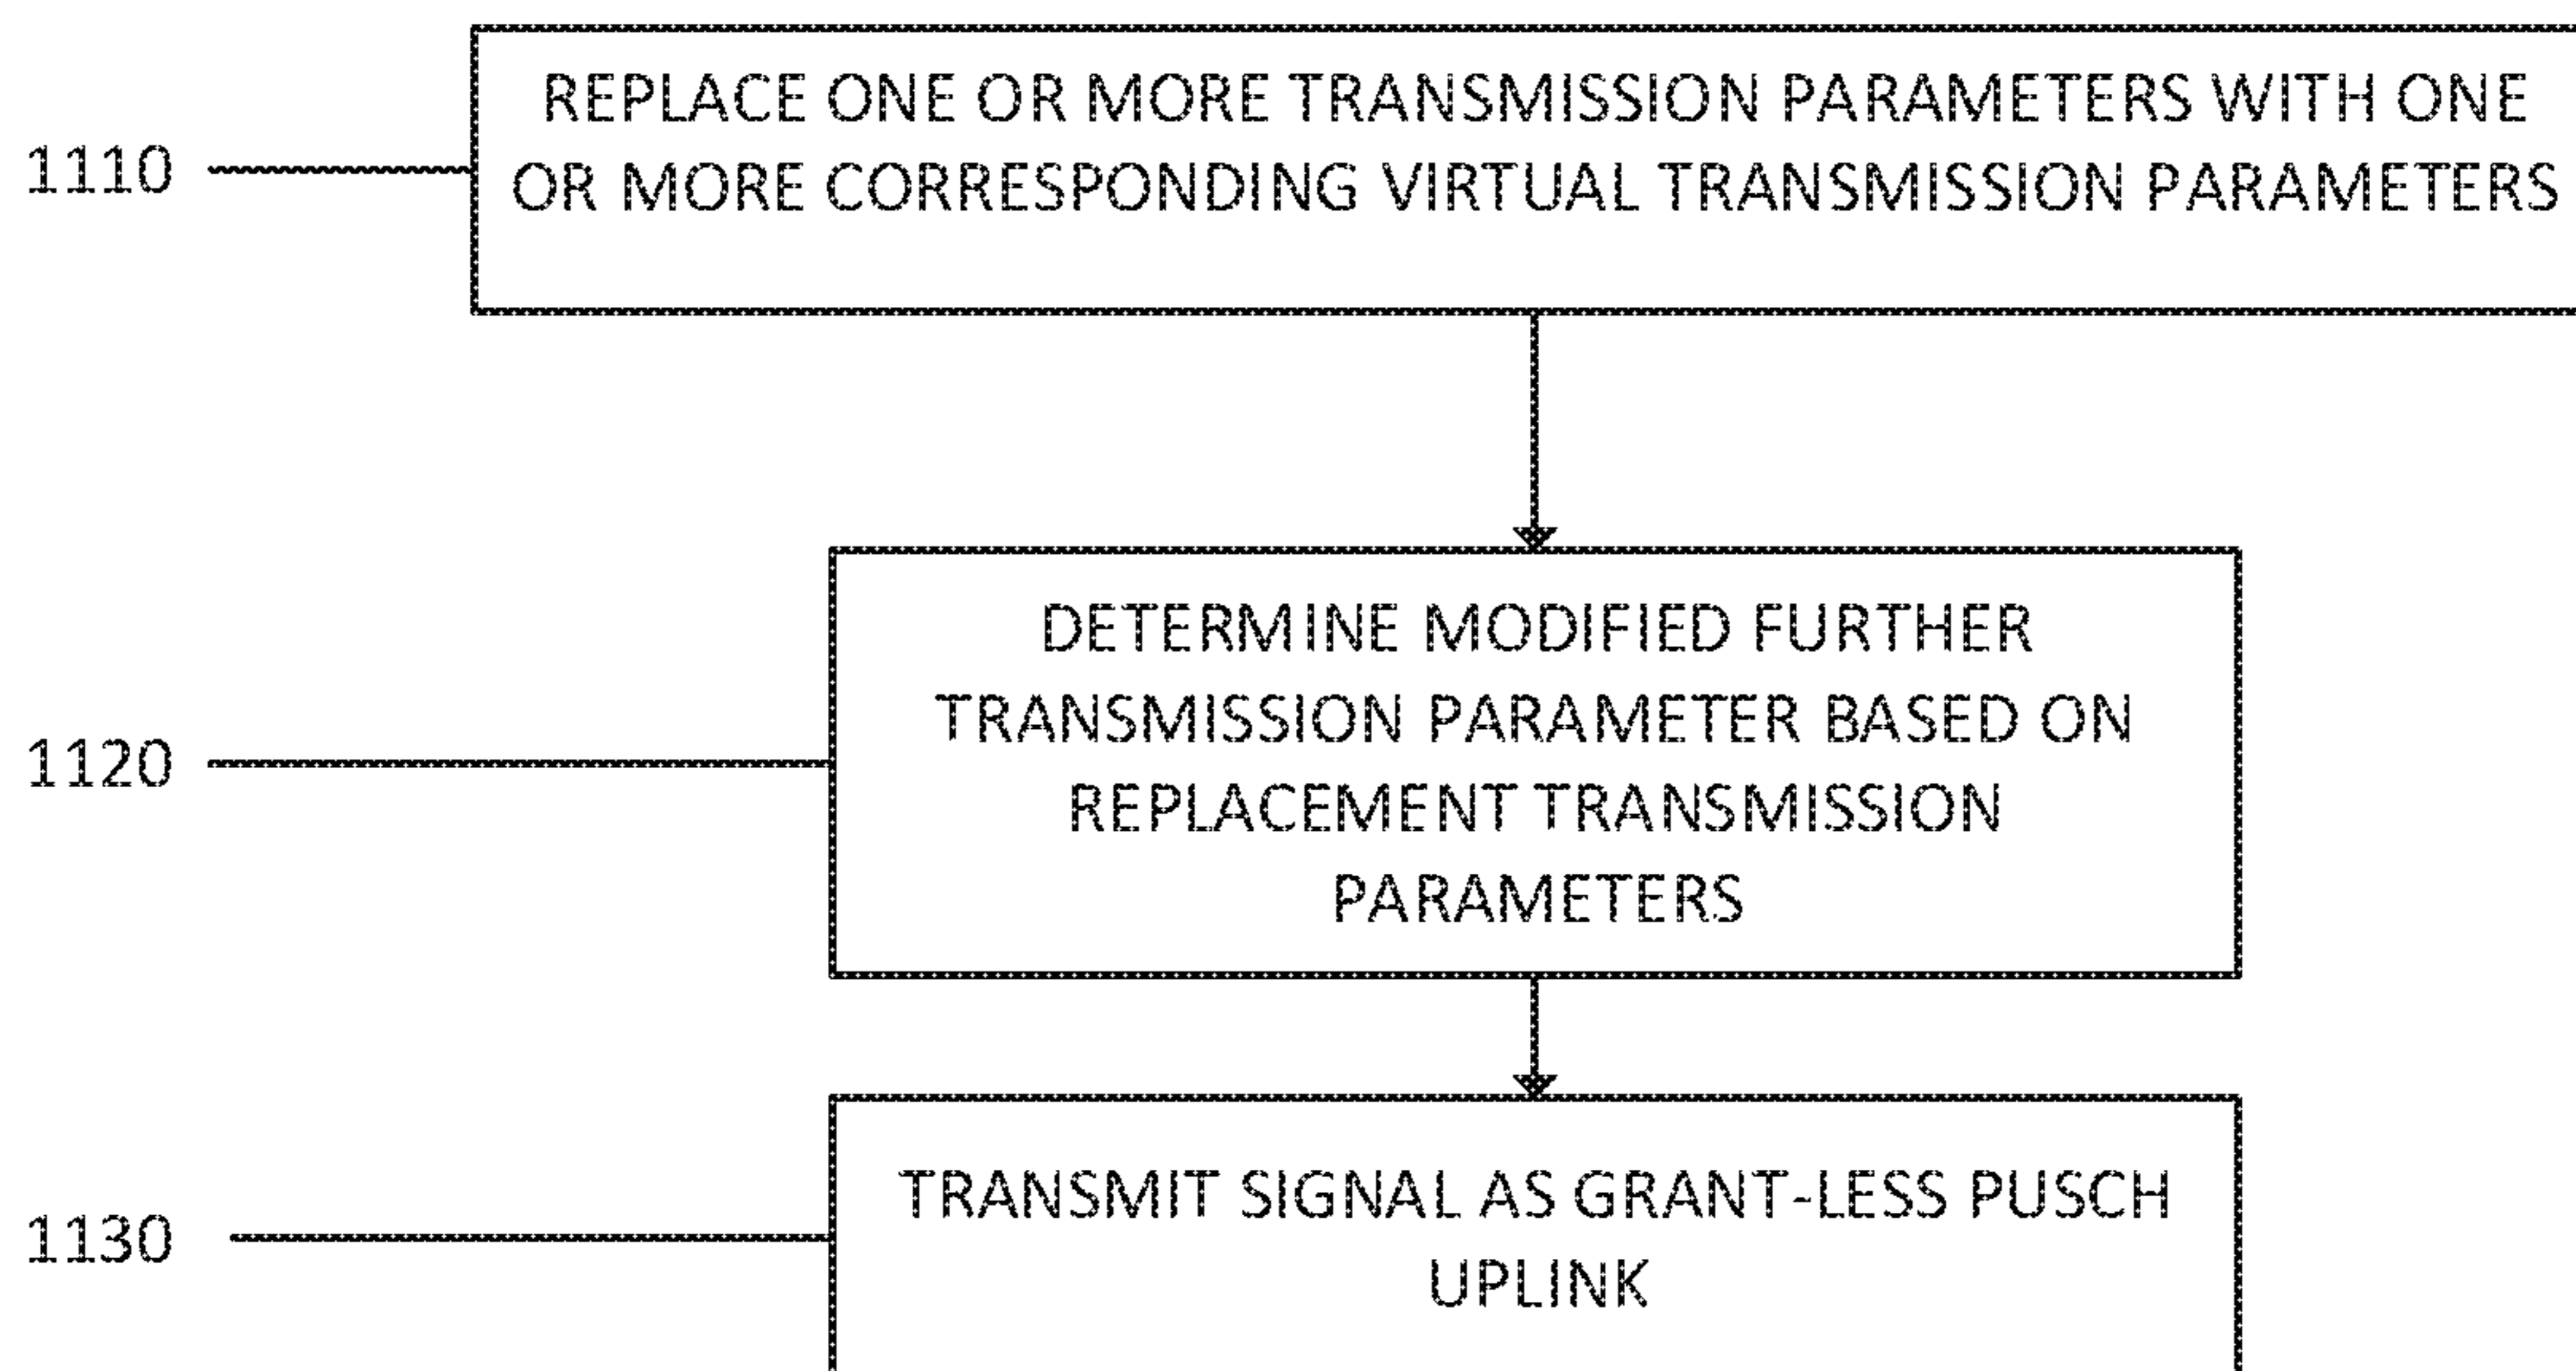 REPLACE ONE OR MORE TRANSMISSION PARAMETERS WITH ONE
1110
OR MORE CORRESPONDING VIRTUAL TRANSMISSION PARAMETERS
DETERMINE MODIFIED FURTHER
TRANSMISSION PARAMETER BASED ON
1120
REPLACEMENT TRANSMISSION
PARAMETERS
TRANSMIT SIGNAL AS GRANT-LESS PUSCH
1130
UPLINK